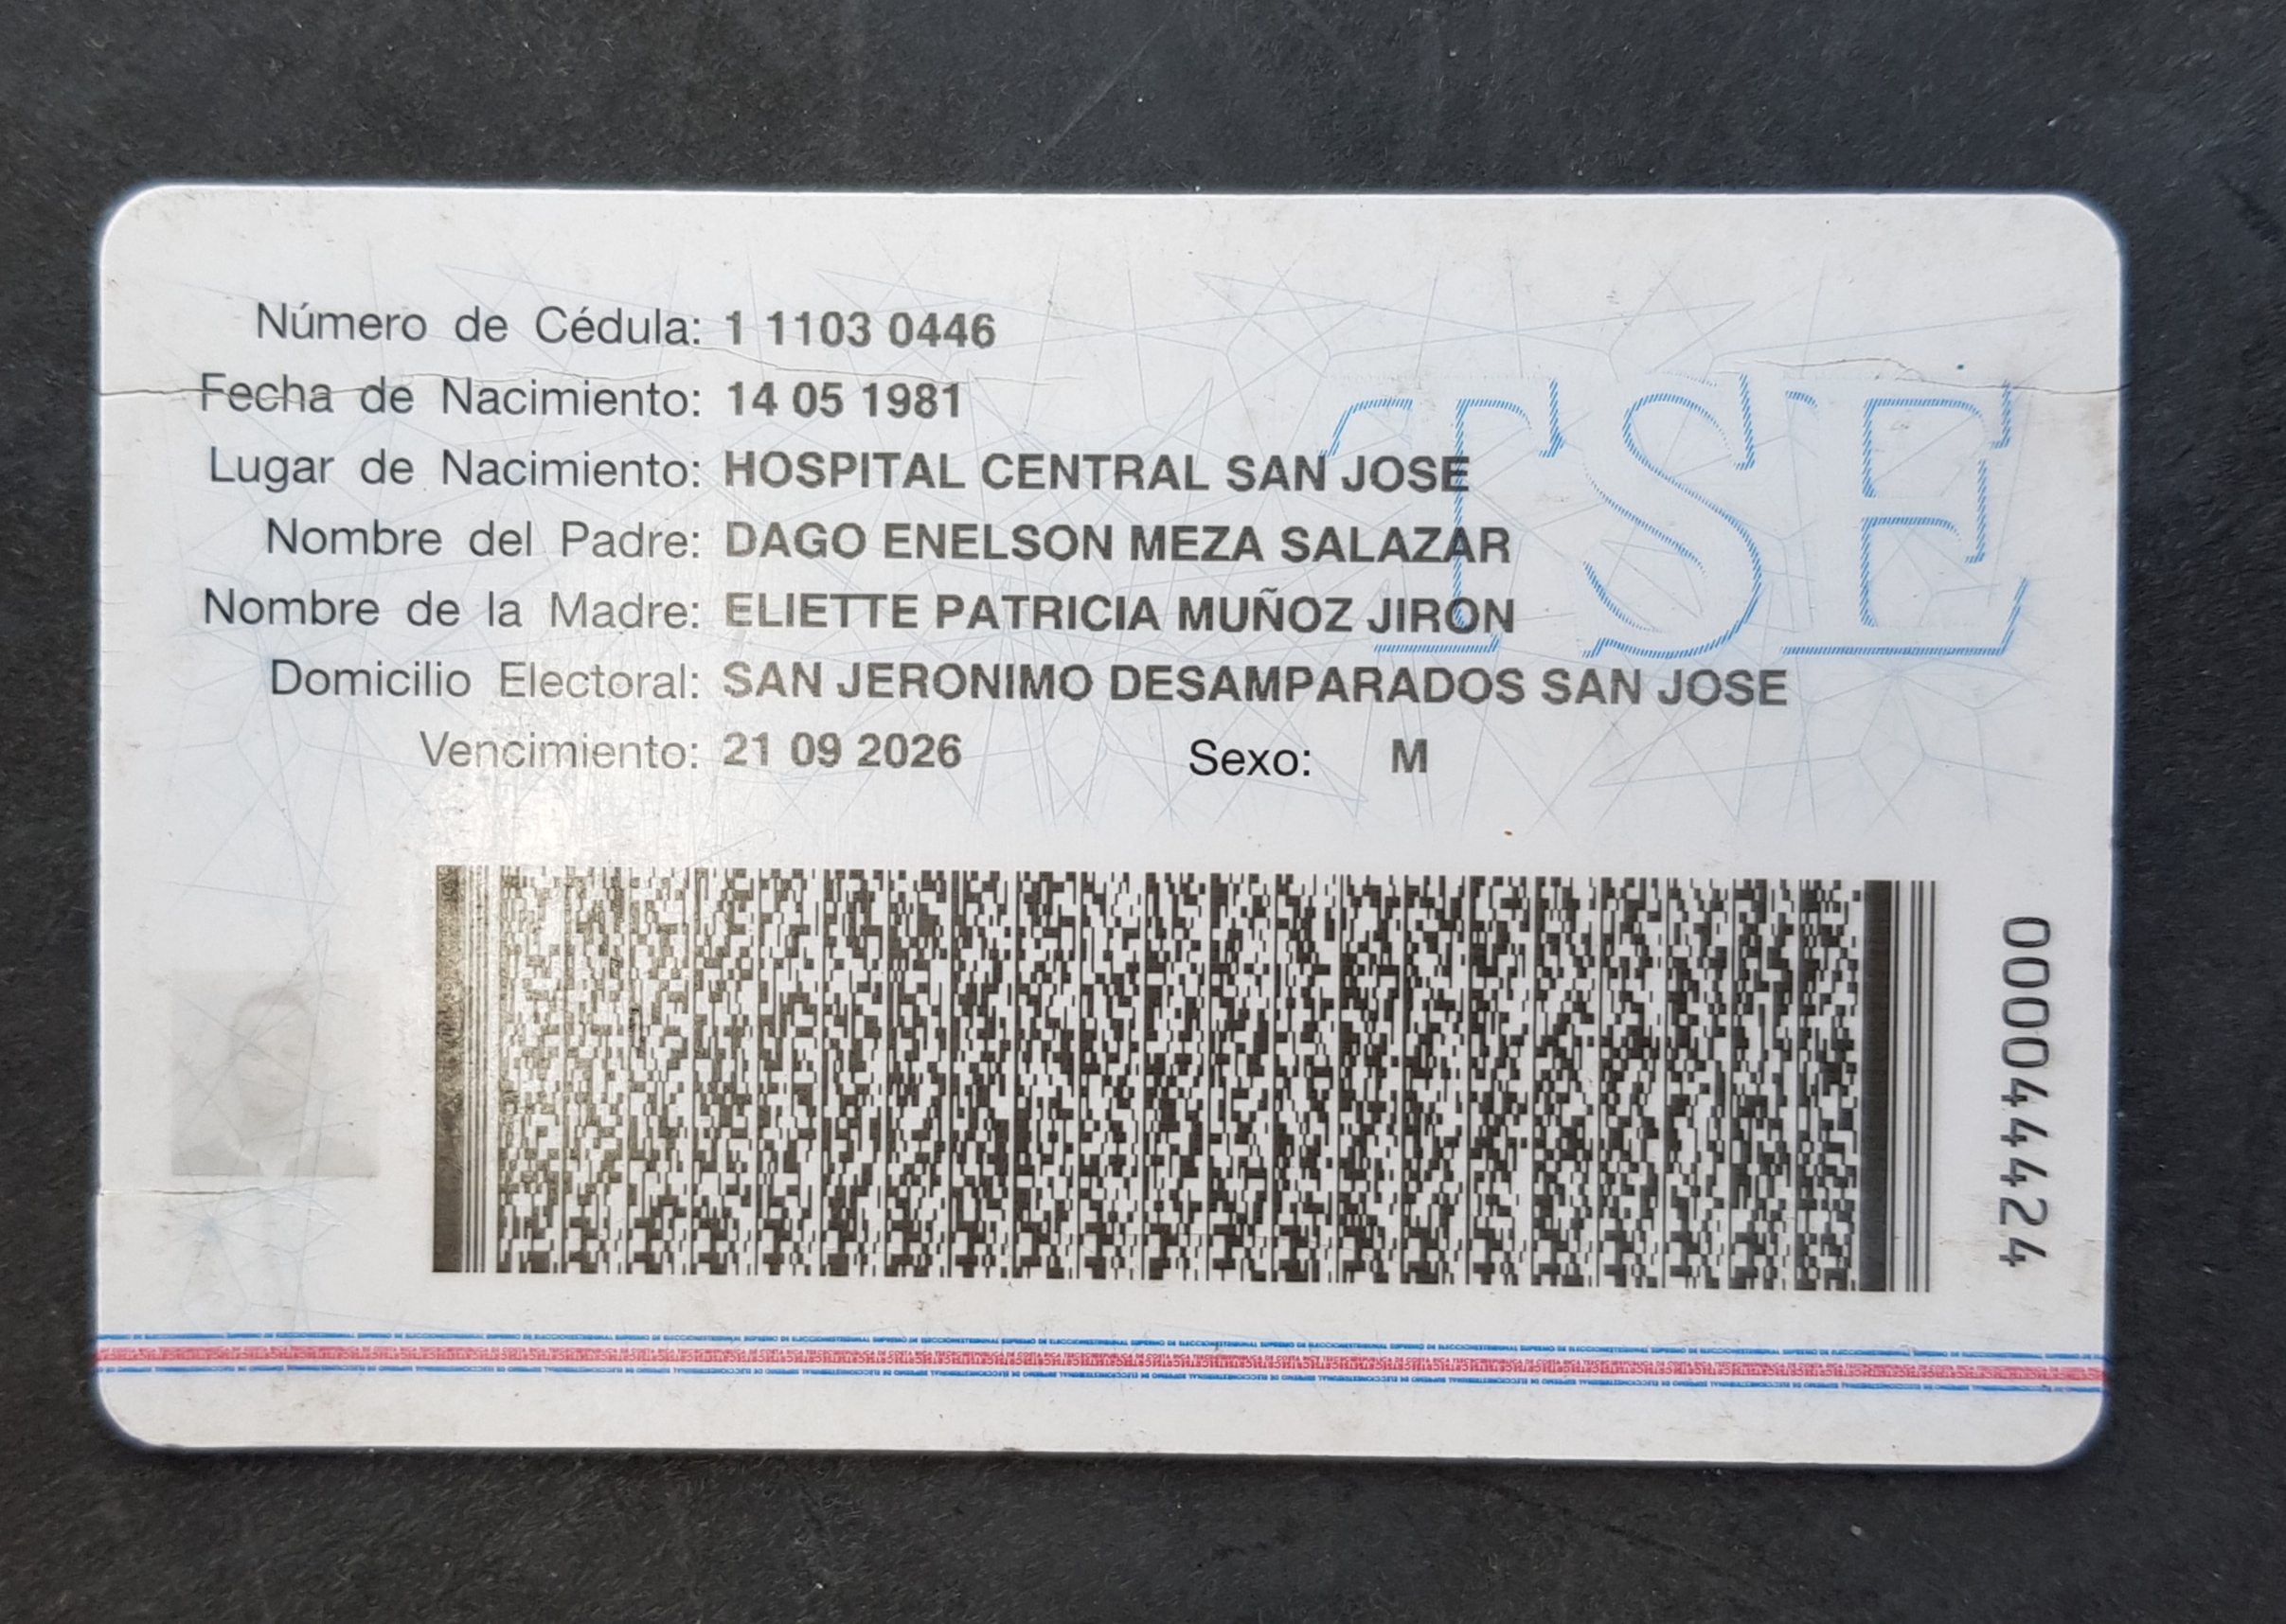 Número de Cédula: 1 1103 0446
Fecha de Nacimiento: 14 05 1981
Lugar de Nacimiento: HOSPITAL CENTRAL SAN JOSE
Nombre del Padre: DAGO ENELSON MEZA SALAZAR
Nombre de la Madre: ELIETTE PATRICIA MUÑOZ JIRON
Domicilio Electoral: SAN JERONIMO DESAMPARADOS SAN JOSE
Vencimiento: 21 09 2026 Sexo: M
TSE
000044424